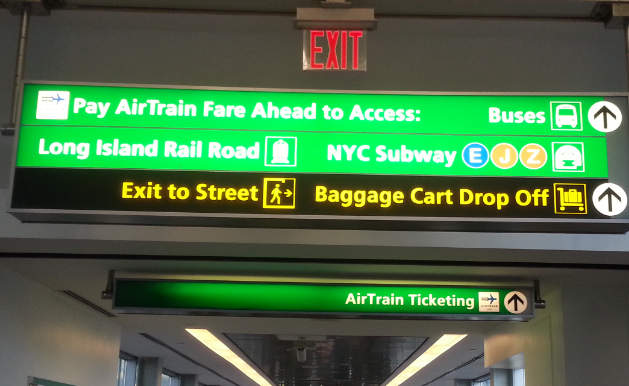 EXIT
Pay AirTrain Fare Ahead to Access: Buses
Long Island Rail Road NYC Subway E J Z
Exit to Street Baggage Cart Drop Off
AirTrain Ticketing